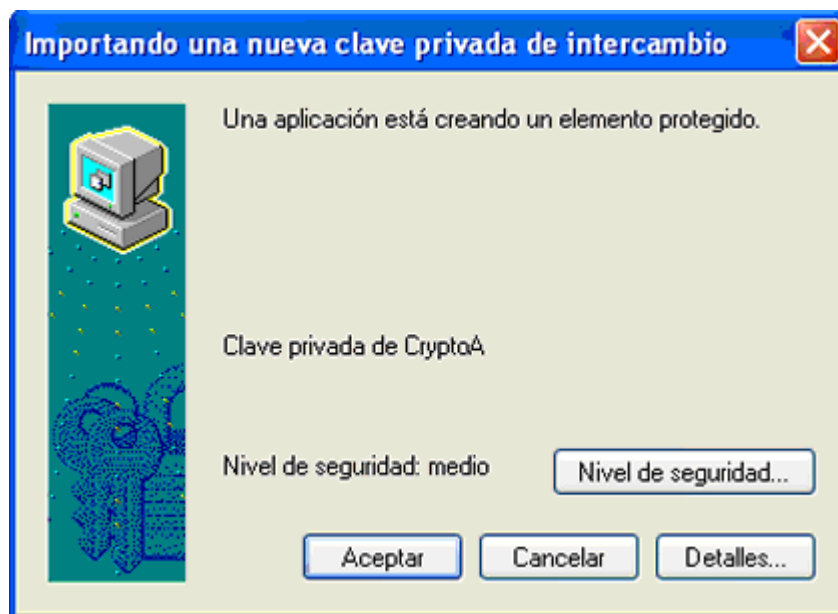 Importando una nueva clave privada de intercambio
Una aplicación está creando un elemento protegido.
Clave privada de CryptoA
Nivel de seguridad: medio
Nivel de seguridad...
Aceptar
Cancelar
Detalles...